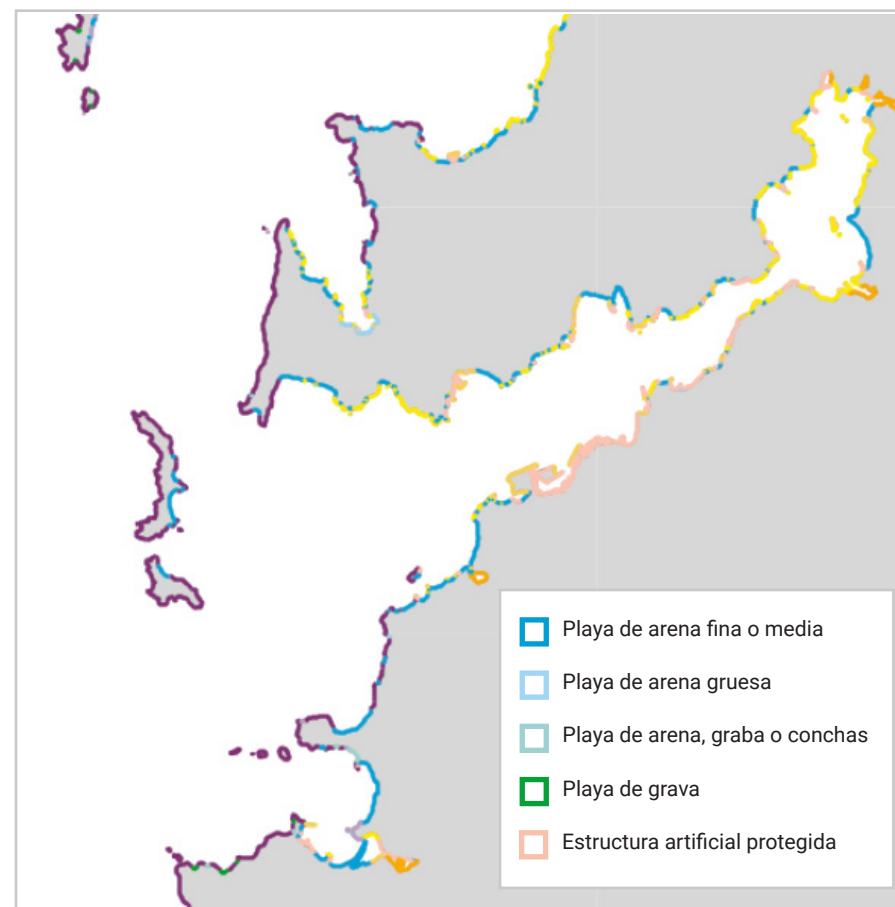 Playa de arena fina o media
Playa de arena gruesa
Playa de arena, graba o conchas
Playa de grava
Estructura artificial protegida